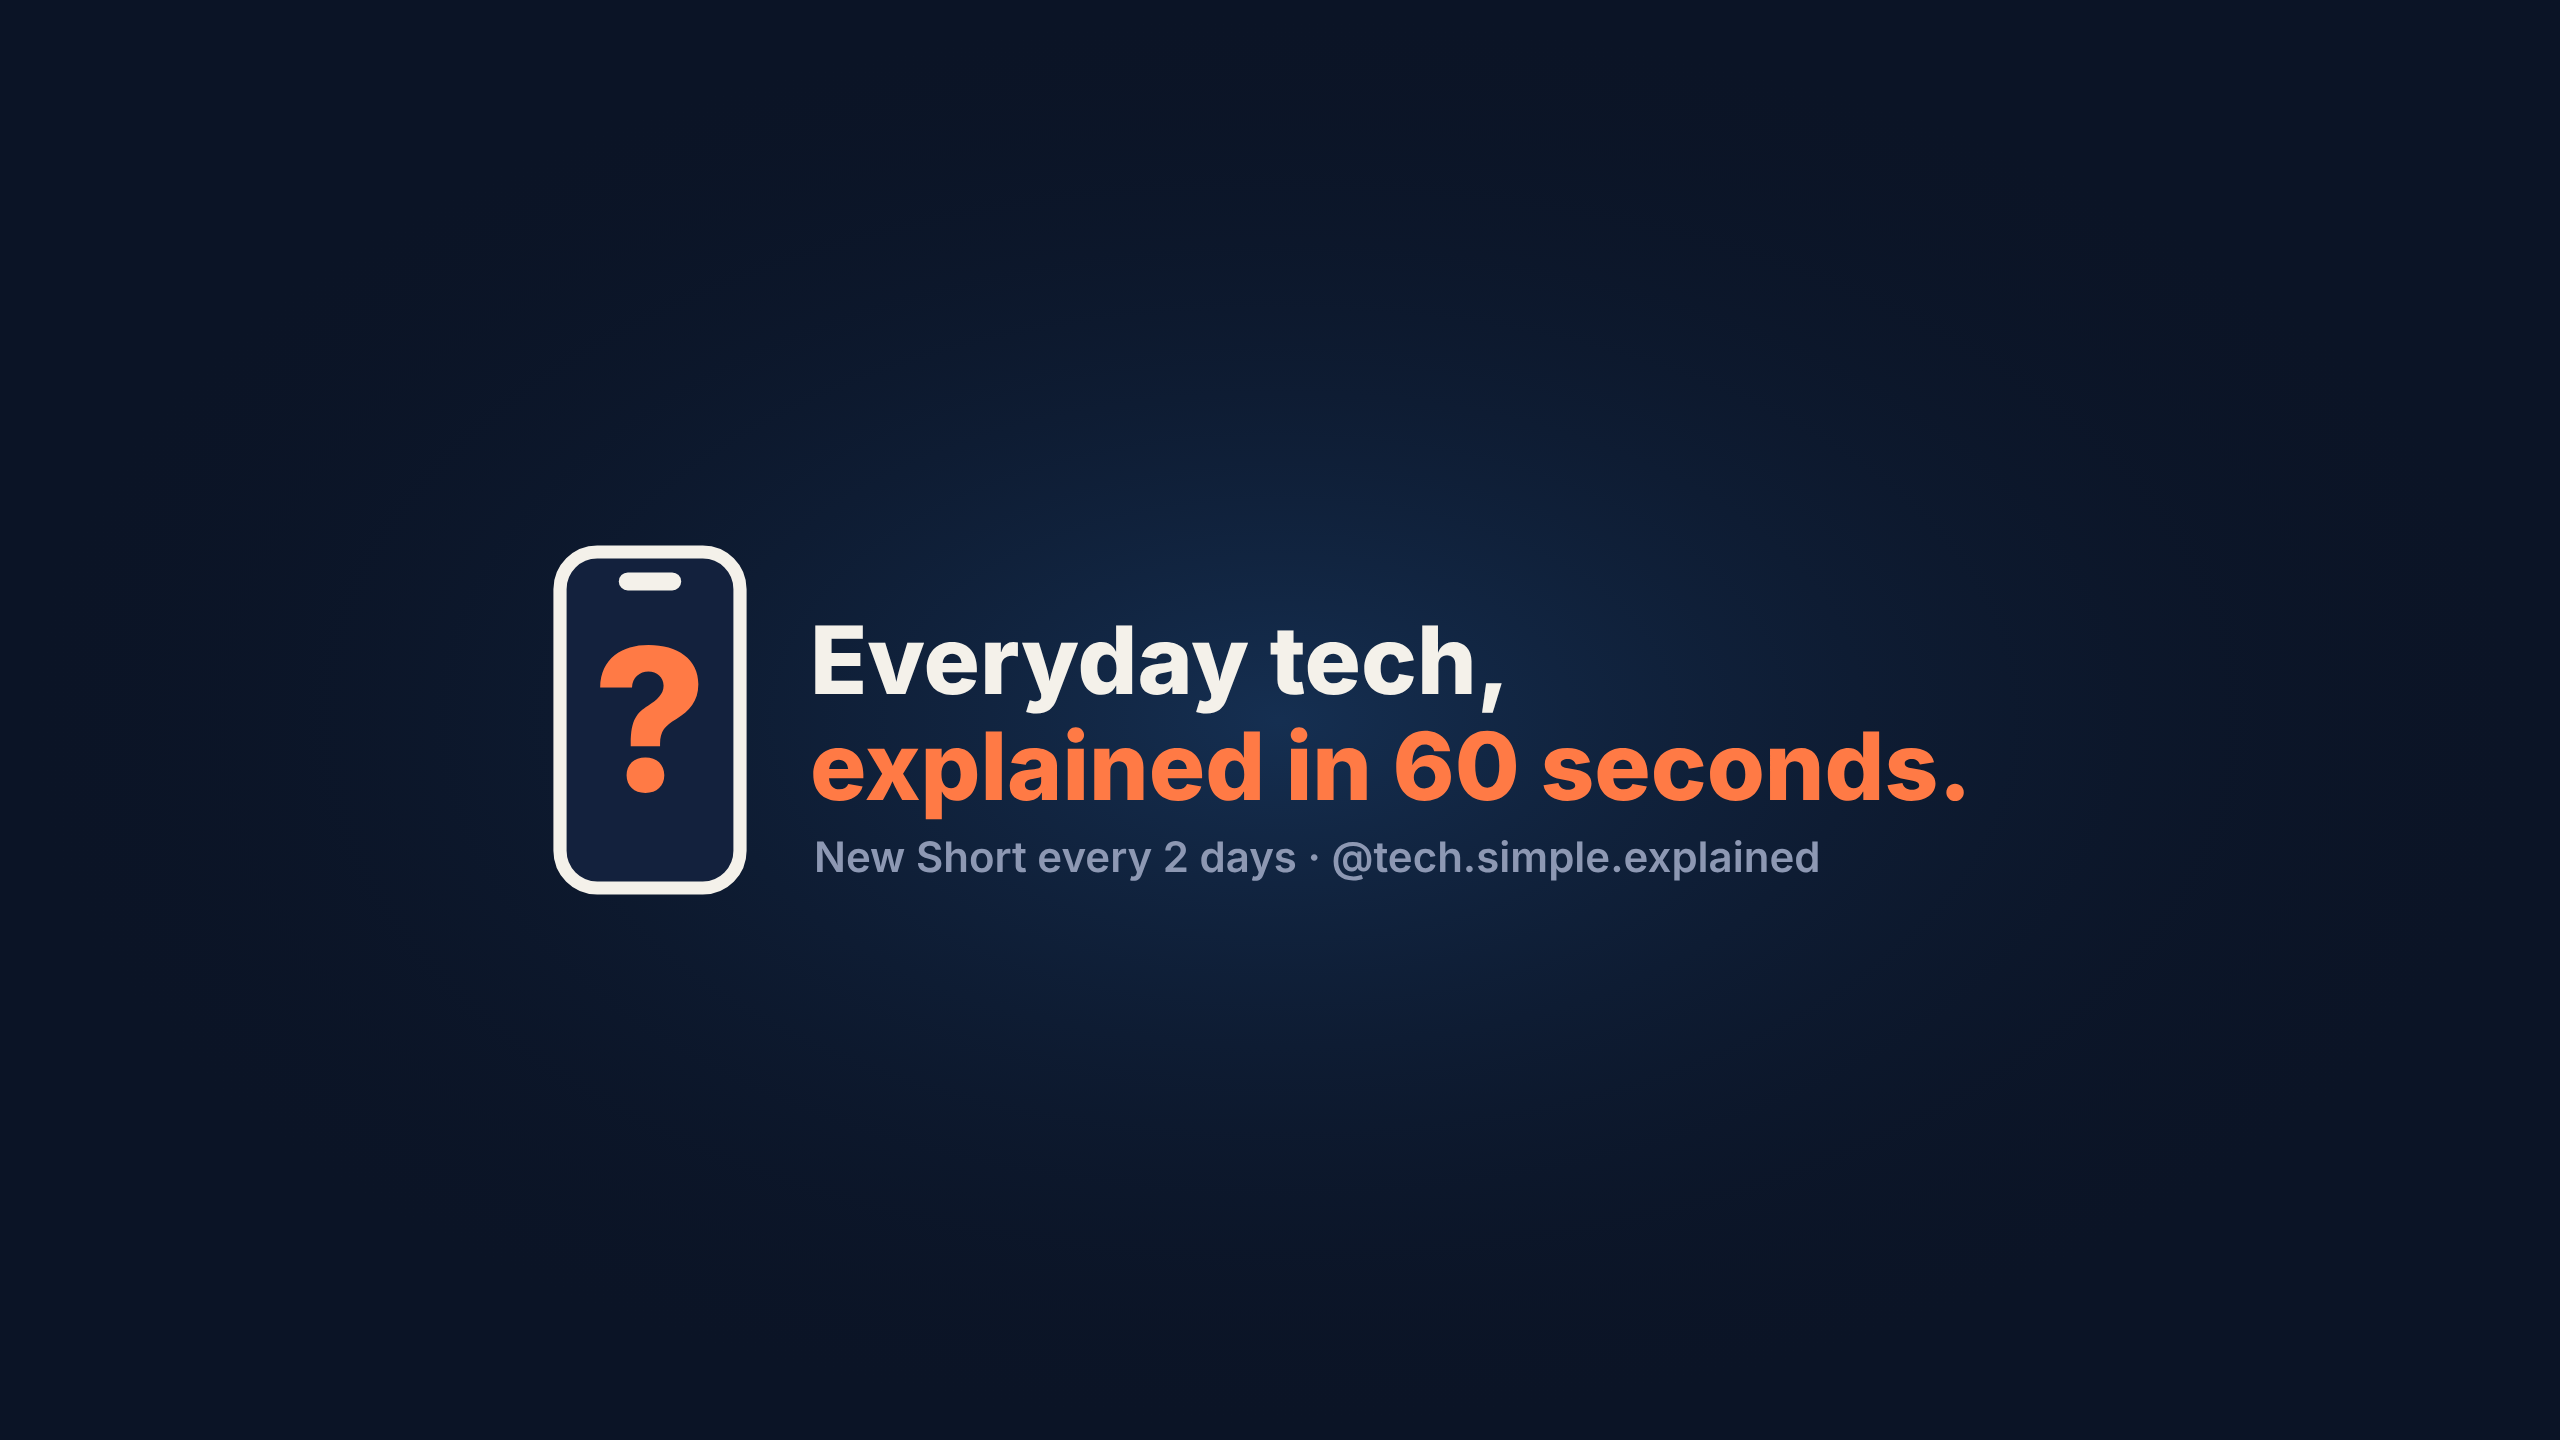 ?
Everyday tech,
explained in 60 seconds.
New Short every 2 days · @tech.simple.explained